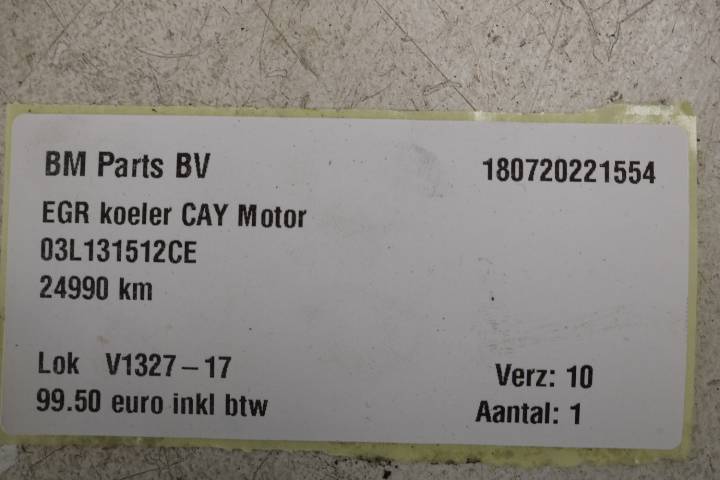 BM Parts BV 180720221554
EGR koeler CAY Motor
03L131512CE
24990 km
Lok V1327-17 Verz: 10
99.50 euro inkl btw Aantal: 1